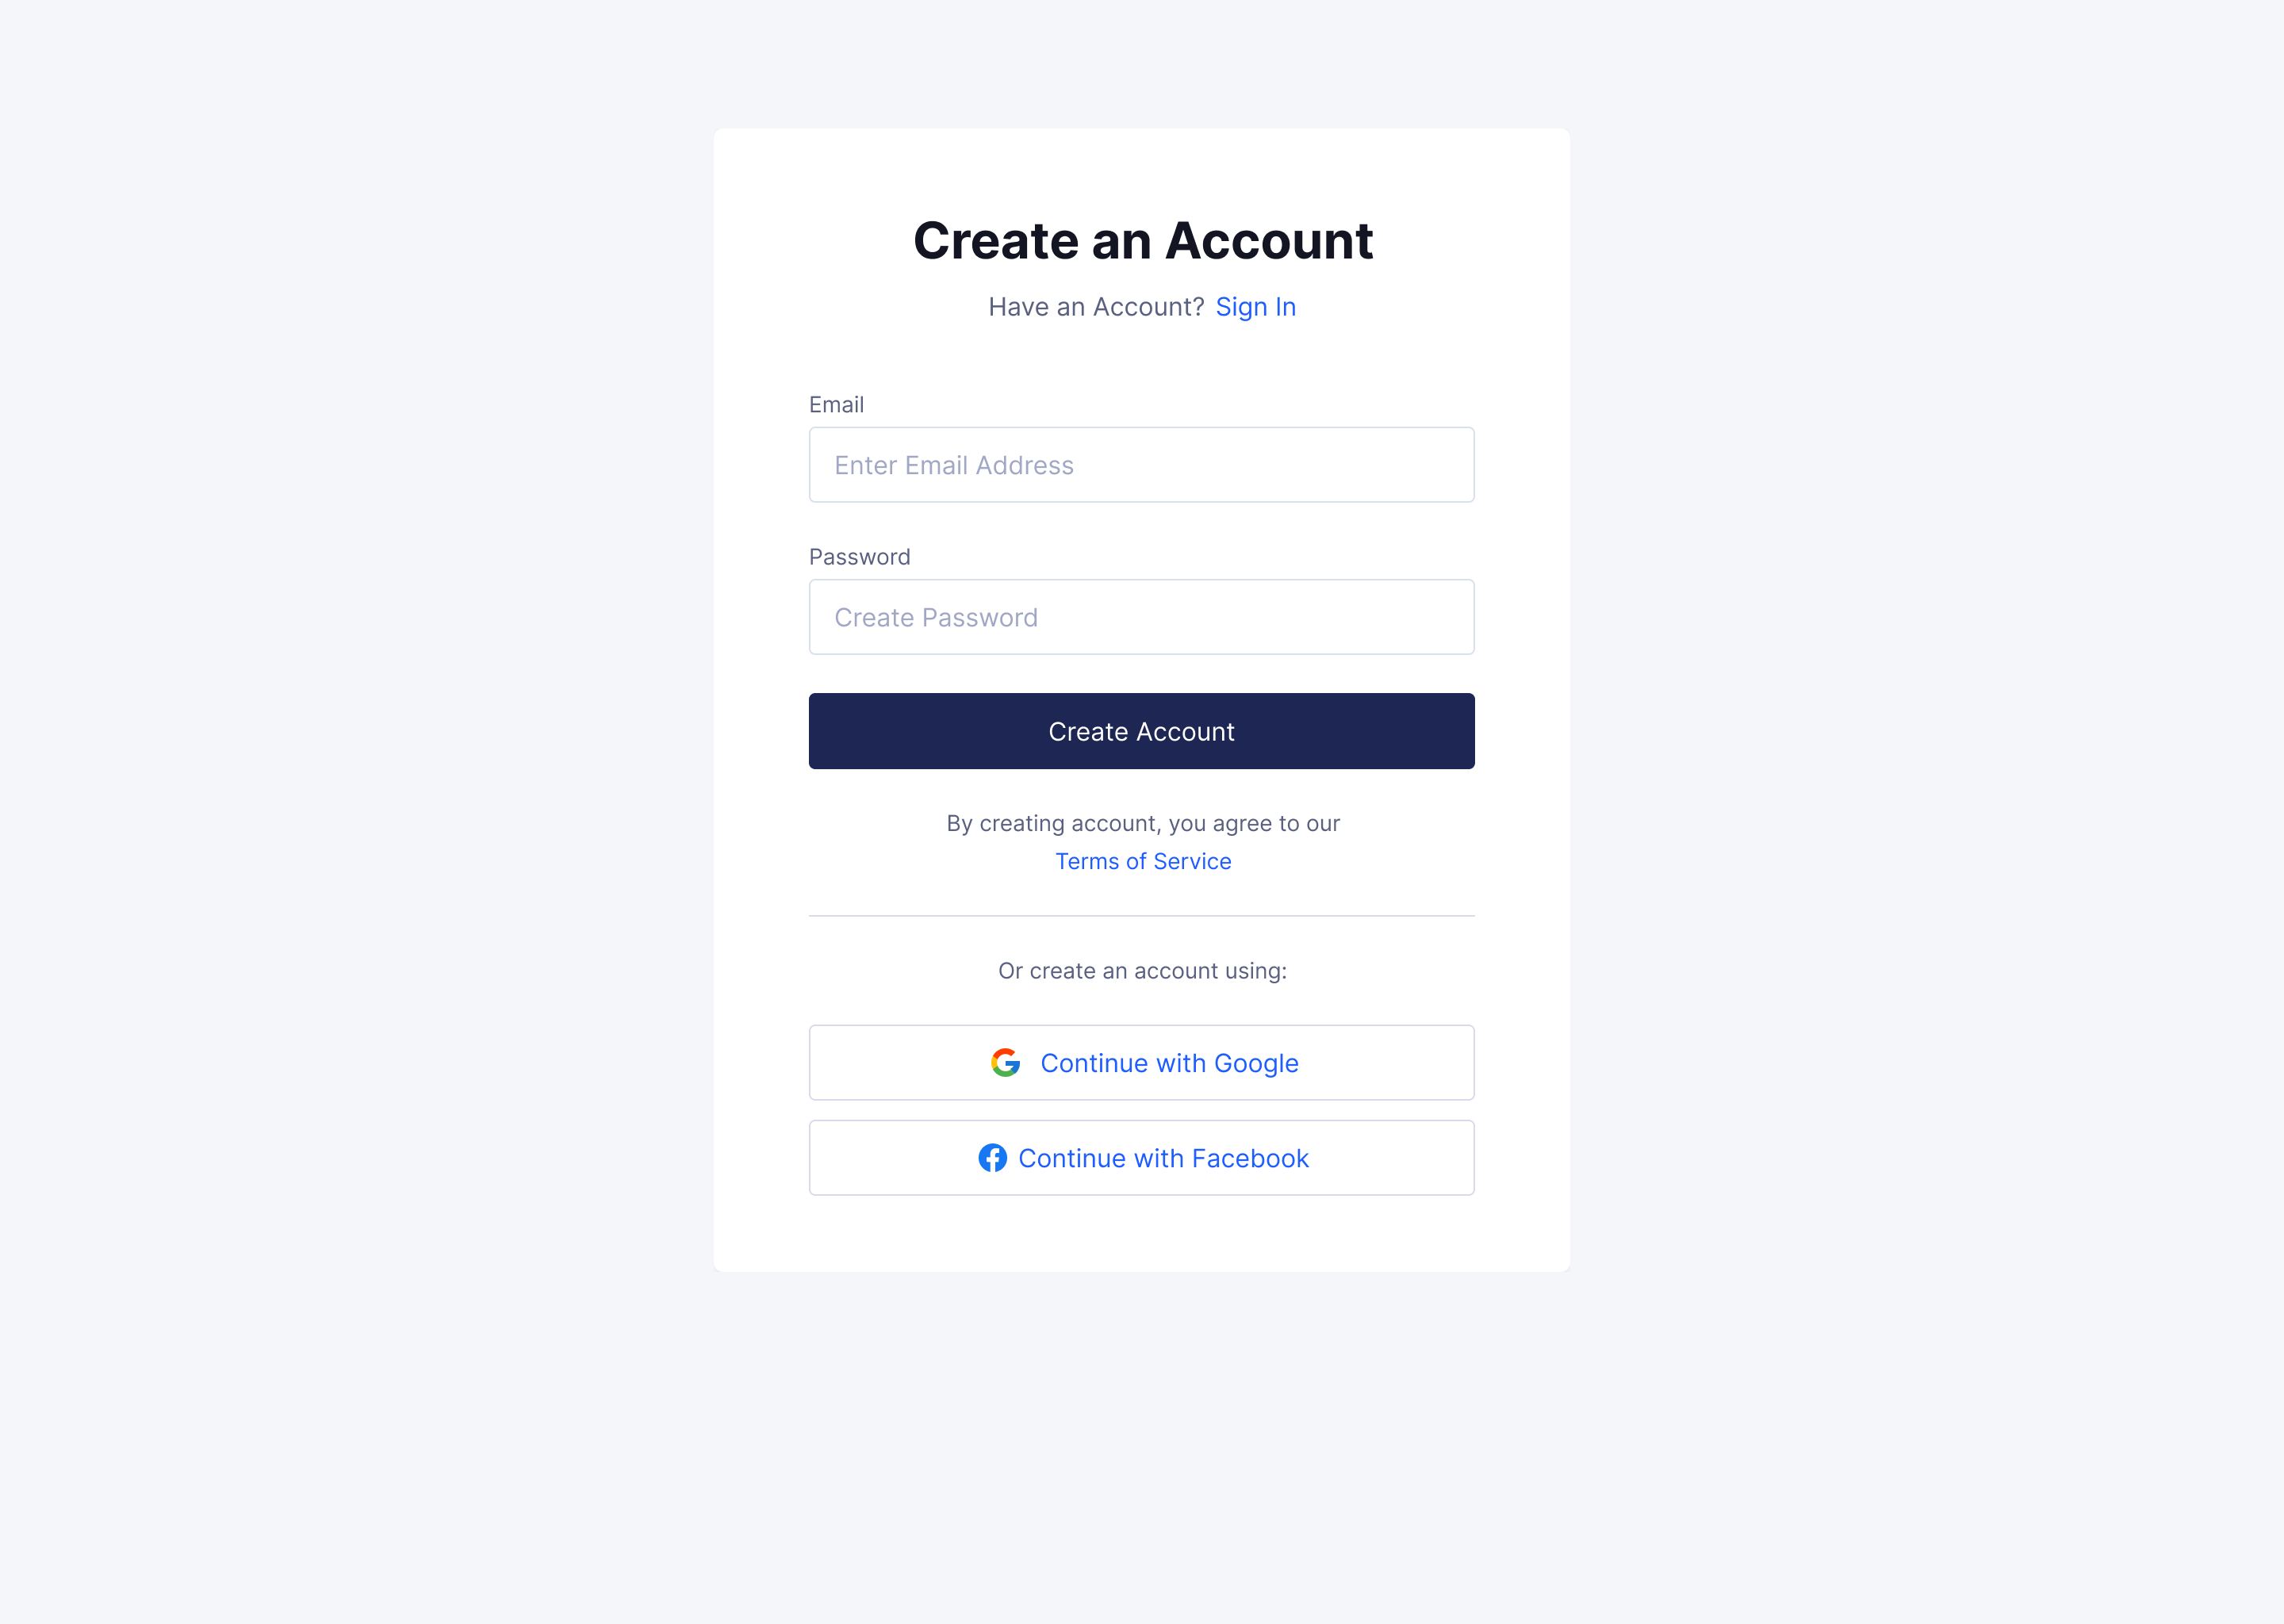 Create an Account
Have an Account? Sign In
Email
Enter Email Address
Password
Create Password
Create Account
By creating account, you agree to our
Terms of Service
Or create an account using:
Continue with Google
Continue with Facebook